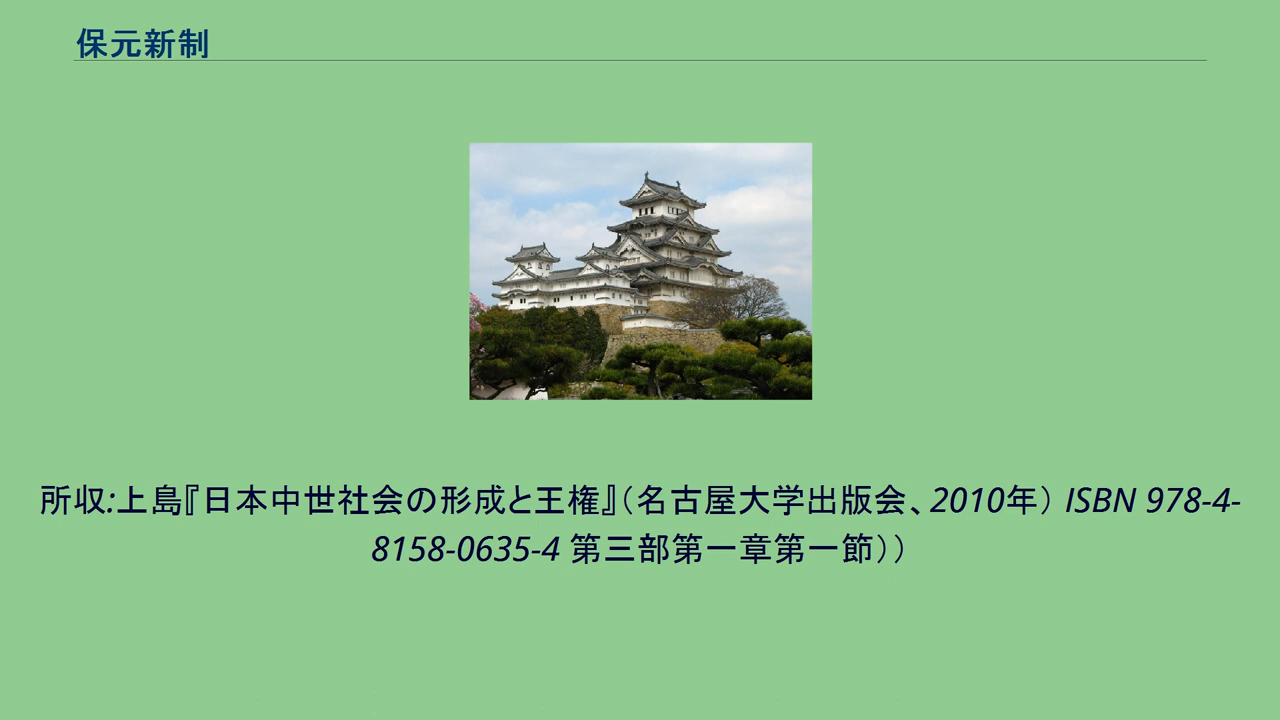 保元新制
所収:上島『日本中世社会の形成と王権』（名古屋大学出版会、2010年） ISBN 978-4-
8158-0635-4 第三部第一章第一節））